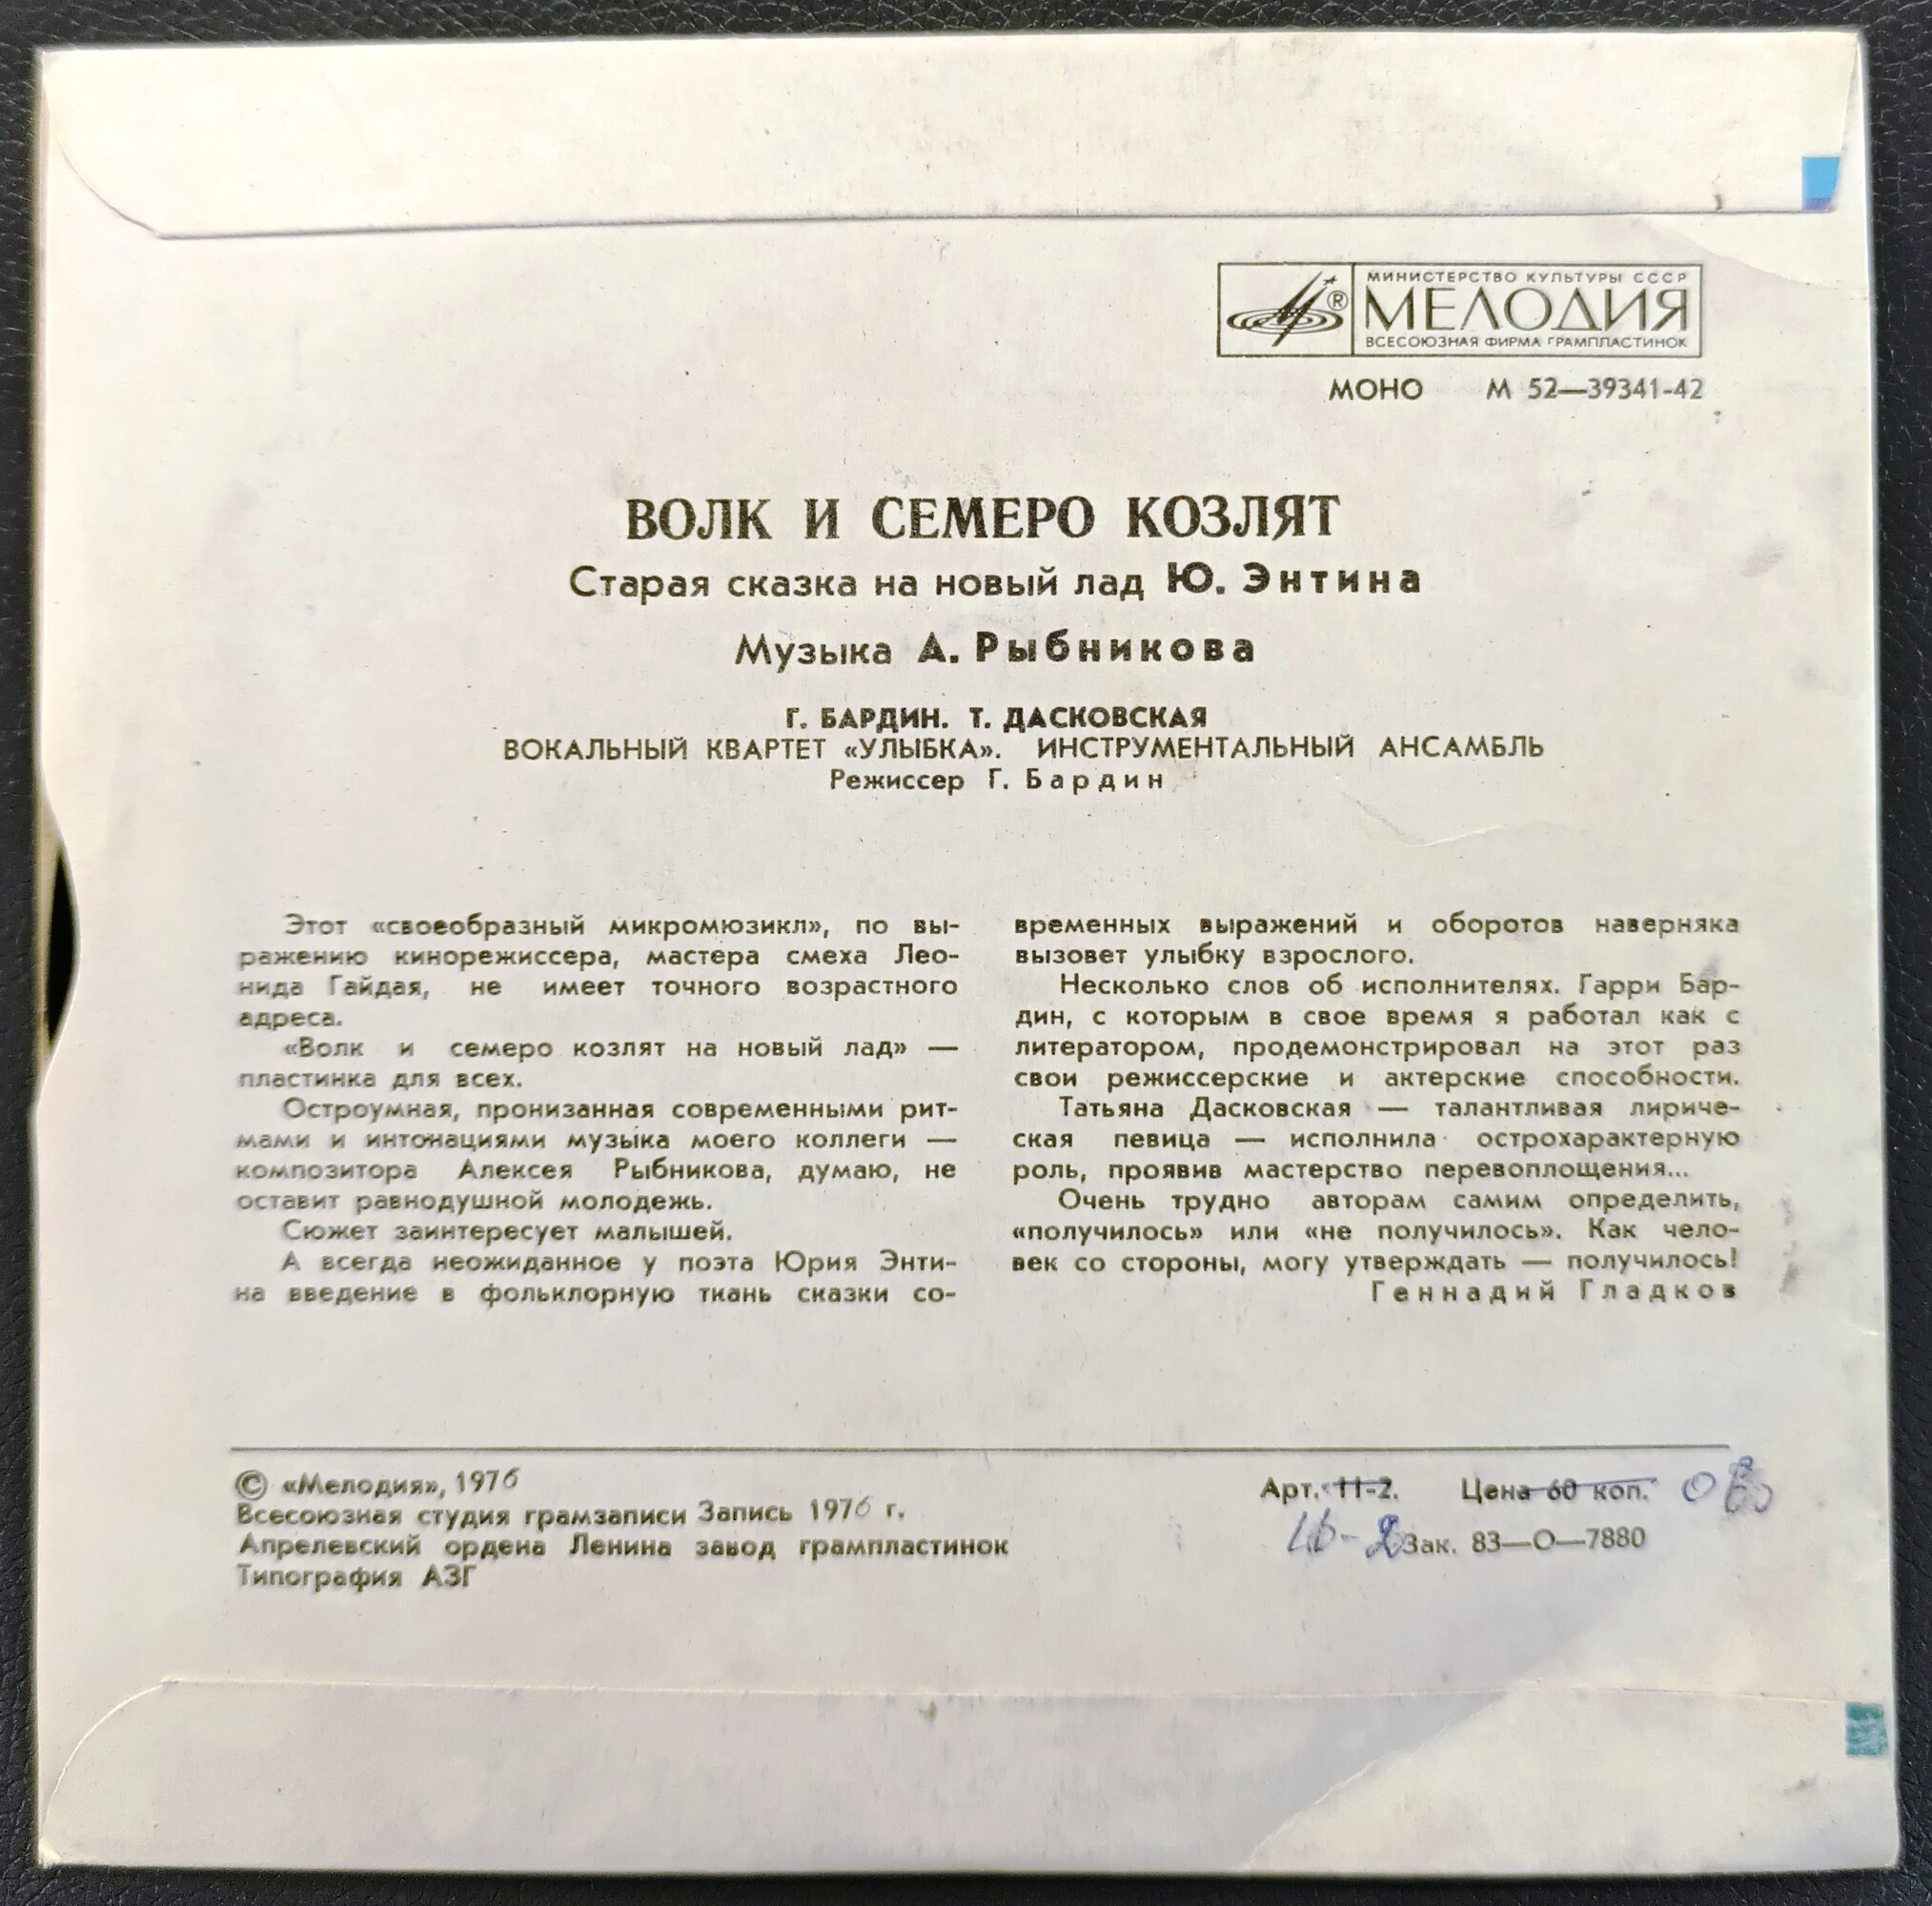 МИНИСТЕРСТВО КУЛЬТУРЫ СССР
МЕЛОДИЯ
ВСЕСОЮЗНАЯ ФИРМА ГРАМПЛАСТИНОК
МОНО М 52—39341-42
ВОЛК И СЕМЕРО КОЗЛЯТ
Старая сказка на новый лад Ю. Энтина
Музыка А. Рыбникова
Г. БАРДИН. Т. ДАСКОВСКАЯ
ВОКАЛЬНЫЙ КВАРТЕТ «УЛЫБКА». ИНСТРУМЕНТАЛЬНЫЙ АНСАМБЛЬ
Режиссер Г. Бардин
Этот «своеобразный микромюзикл», по вы-
ражению кинорежиссера, мастера смеха Лео-
нида Гайдая, не имеет точного возрастного
адреса.
«Волк и семеро козлят на новый лад» —
пластинка для всех.
Остроумная, пронизанная современными рит-
мами и интонациями музыка моего коллеги —
композитора Алексея Рыбникова, думаю, не
оставит равнодушной молодежь.
Сюжет заинтересует малышей.
А всегда неожиданное у поэта Юрия Энти-
на введение в фольклорную ткань сказки со-
временных выражений и оборотов наверняка
вызовет улыбку взрослого.
Несколько слов об исполнителях. Гарри Бар-
дин, с которым в свое время я работал как с
литератором, продемонстрировал на этот раз
свои режиссерские и актерские способности.
Татьяна Дасковская — талантливая лириче-
ская певица — исполнила острохарактерную
роль, проявив мастерство перевоплощения...
Очень трудно авторам самим определить,
«получилось» или «не получилось». Как чело-
век со стороны, могу утверждать — получилось!
Геннадий Гладков
© «Мелодия», 1976
Всесоюзная студия грамзаписи Запись 1976 г.
Апрелевский ордена Ленина завод грампластинок
Типография АЗГ
Арт. 11-2. Цена 60 коп.
Зак. 83—О—7880